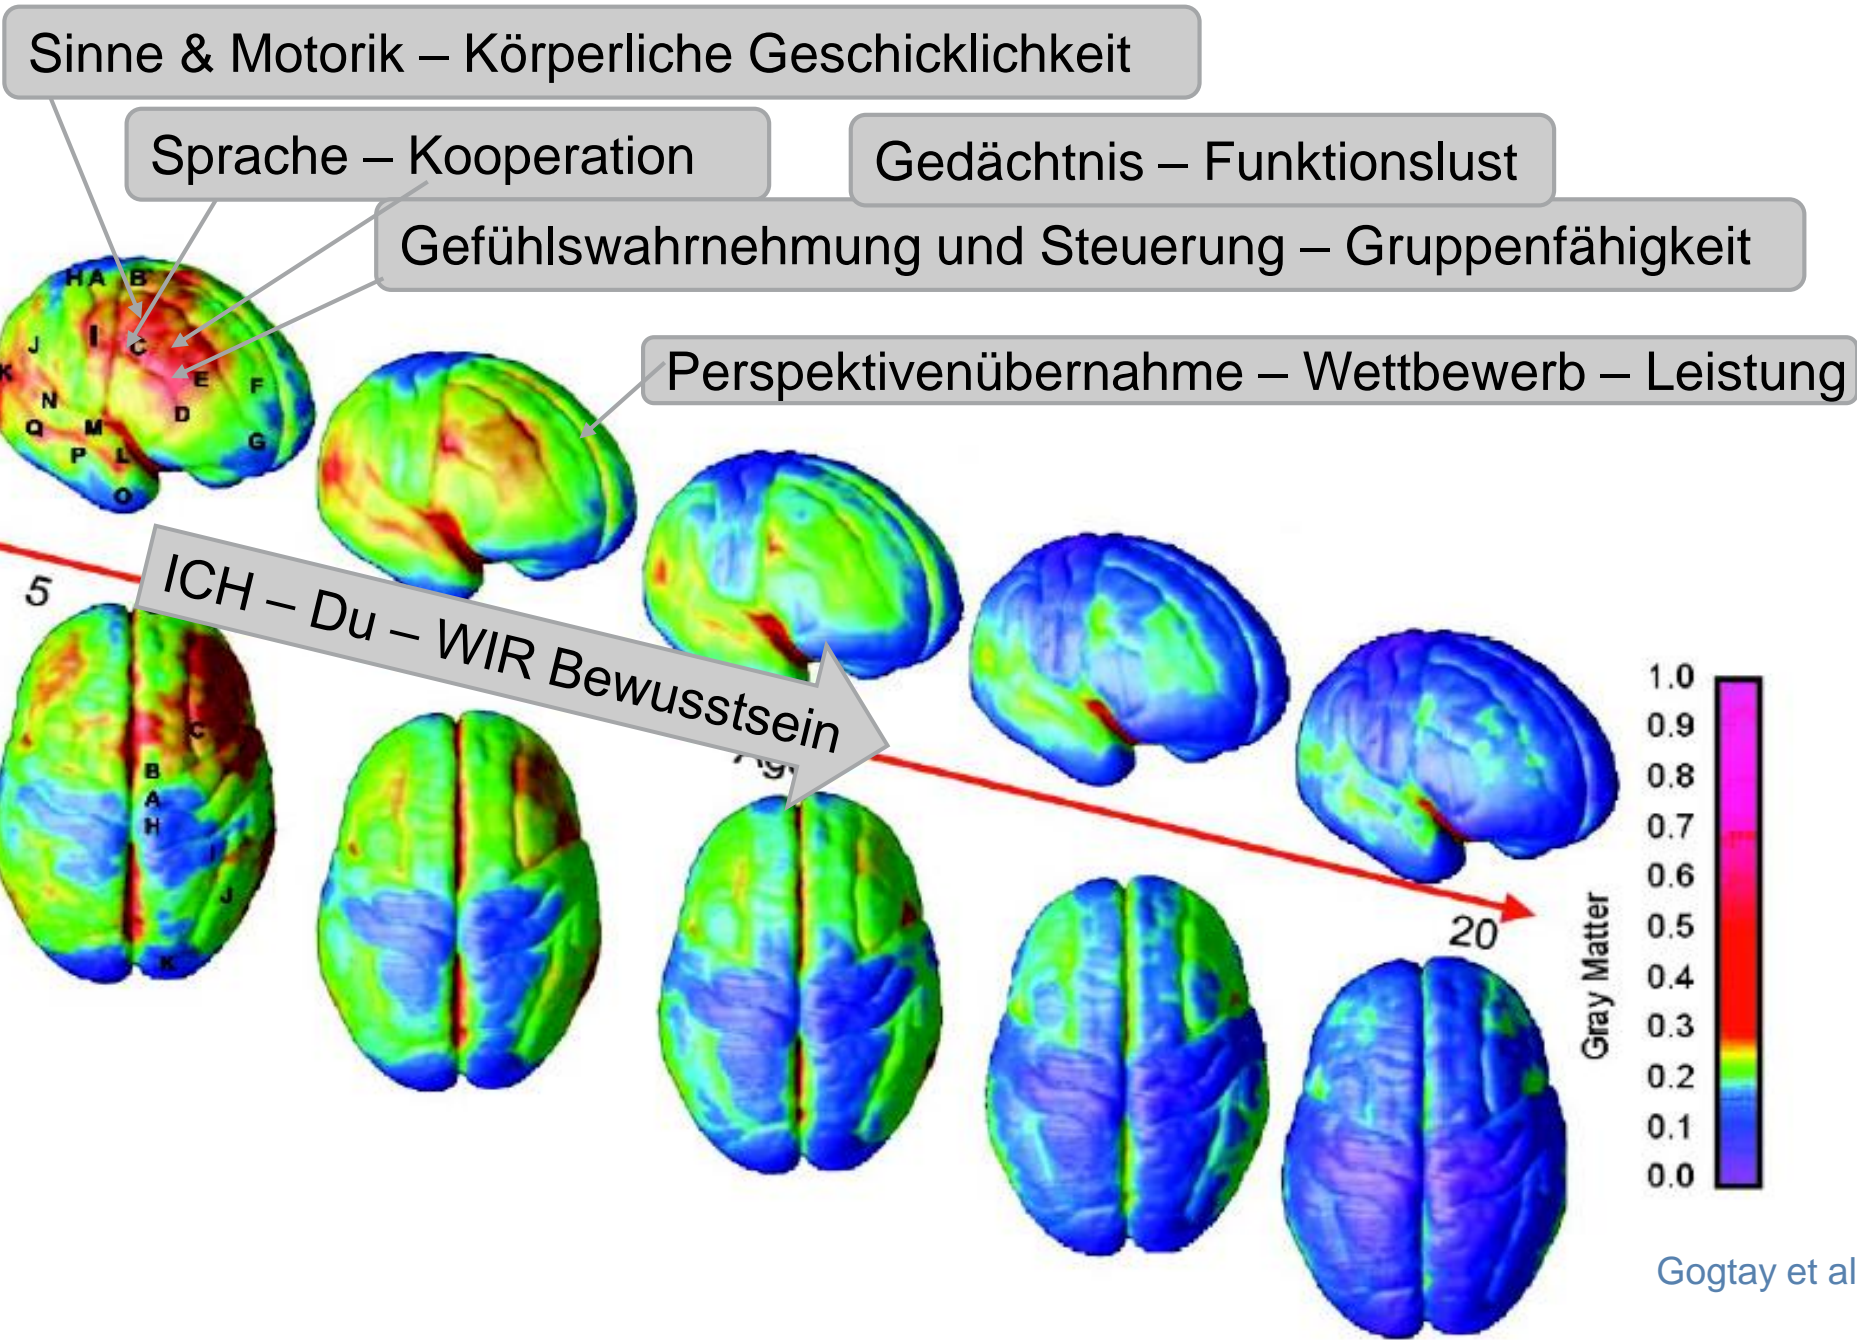 Sinne & Motorik – Körperliche Geschicklichkeit
Sprache – Kooperation
Gedächtnis – Funktionslust
Gefühlswahrnehmung und Steuerung – Gruppenfähigkeit
Perspektivenübernahme – Wettbewerb – Leistung
H A B
I
J
C
K
E
F
N
D
Q
M
G
P
L
O
5
ICH – Du – WIR Bewusstsein
C
B
A
H
I
J
K
20
Gray Matter
1.0
0.9
0.8
0.7
0.6
0.5
0.4
0.3
0.2
0.1
0.0
Gogtay et al